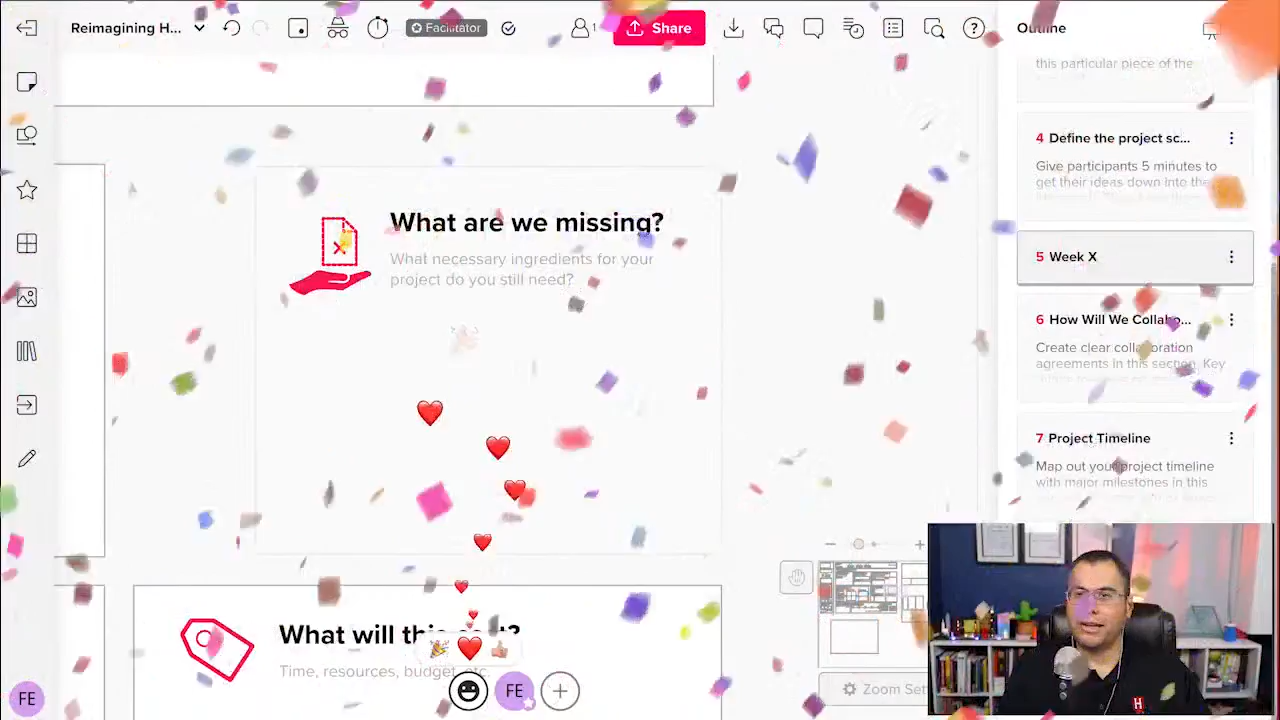 Reimagining H...
Facilitator
1
Share
Outline
this particular piece of the
4 Define the project sc...
Give participants 5 minutes to
get their ideas down into the
5 Week X
6 How Will We Collabo...
Create clear collaboration
agreements in this section. Key
7 Project Timeline
Map out your project timeline
with major milestones in this
What are we missing?
What necessary ingredients for your
project do you still need?
What will this cost?
Time, resources, budget, etc.
Zoom Set
FE
FE
H